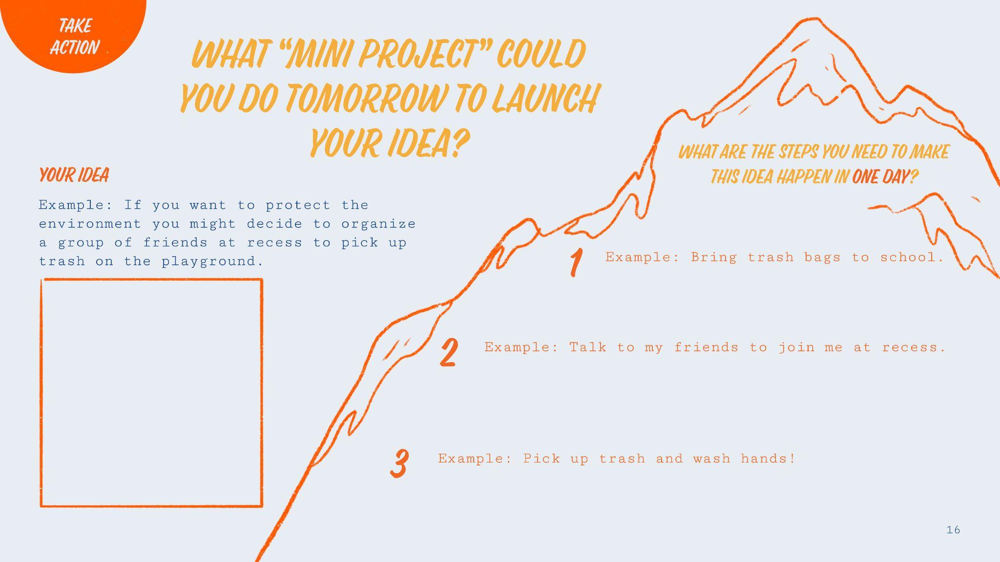 TAKE
ACTION
WHAT “MINI PROJECT” COULD
YOU DO TOMORROW TO LAUNCH
YOUR IDEA?
YOUR IDEA
Example: If you want to protect the
environment you might decide to organize
a group of friends at recess to pick up
trash on the playground.
WHAT ARE THE STEPS YOU NEED TO MAKE
THIS IDEA HAPPEN IN ONE DAY?
1 Example: Bring trash bags to school.
2 Example: Talk to my friends to join me at recess.
3 Example: Pick up trash and wash hands!
16